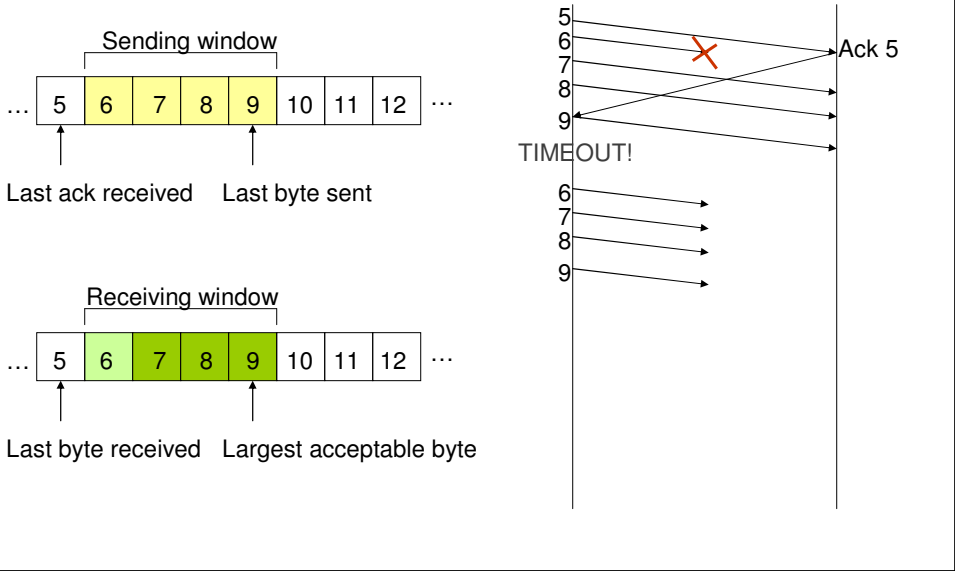 Sending window
… 5 6 7 8 9 10 11 12 …
Last ack received Last byte sent
Receiving window
… 5 6 7 8 9 10 11 12 …
Last byte received Largest acceptable byte
5
6
Ack 5
7
8
9
TIMEOUT!
6
7
8
9